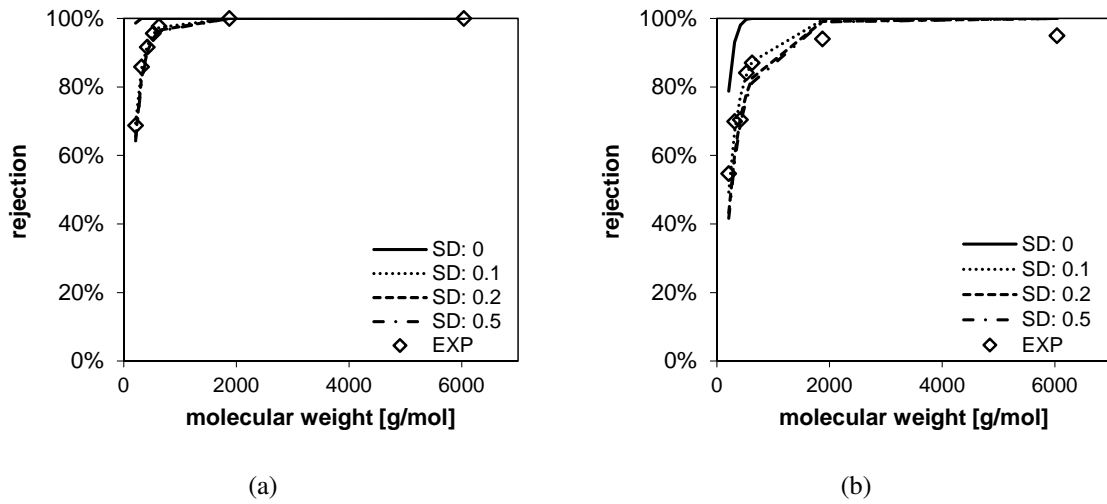 100%
80%
60%
40%
20%
0%
rejection
SD: 0
SD: 0.1
SD: 0.2
SD: 0.5
EXP
0
2000
4000
6000
molecular weight [g/mol]
(a)
100%
80%
60%
40%
20%
0%
rejection
SD: 0
SD: 0.1
SD: 0.2
SD: 0.5
EXP
0
2000
4000
6000
molecular weight [g/mol]
(b)